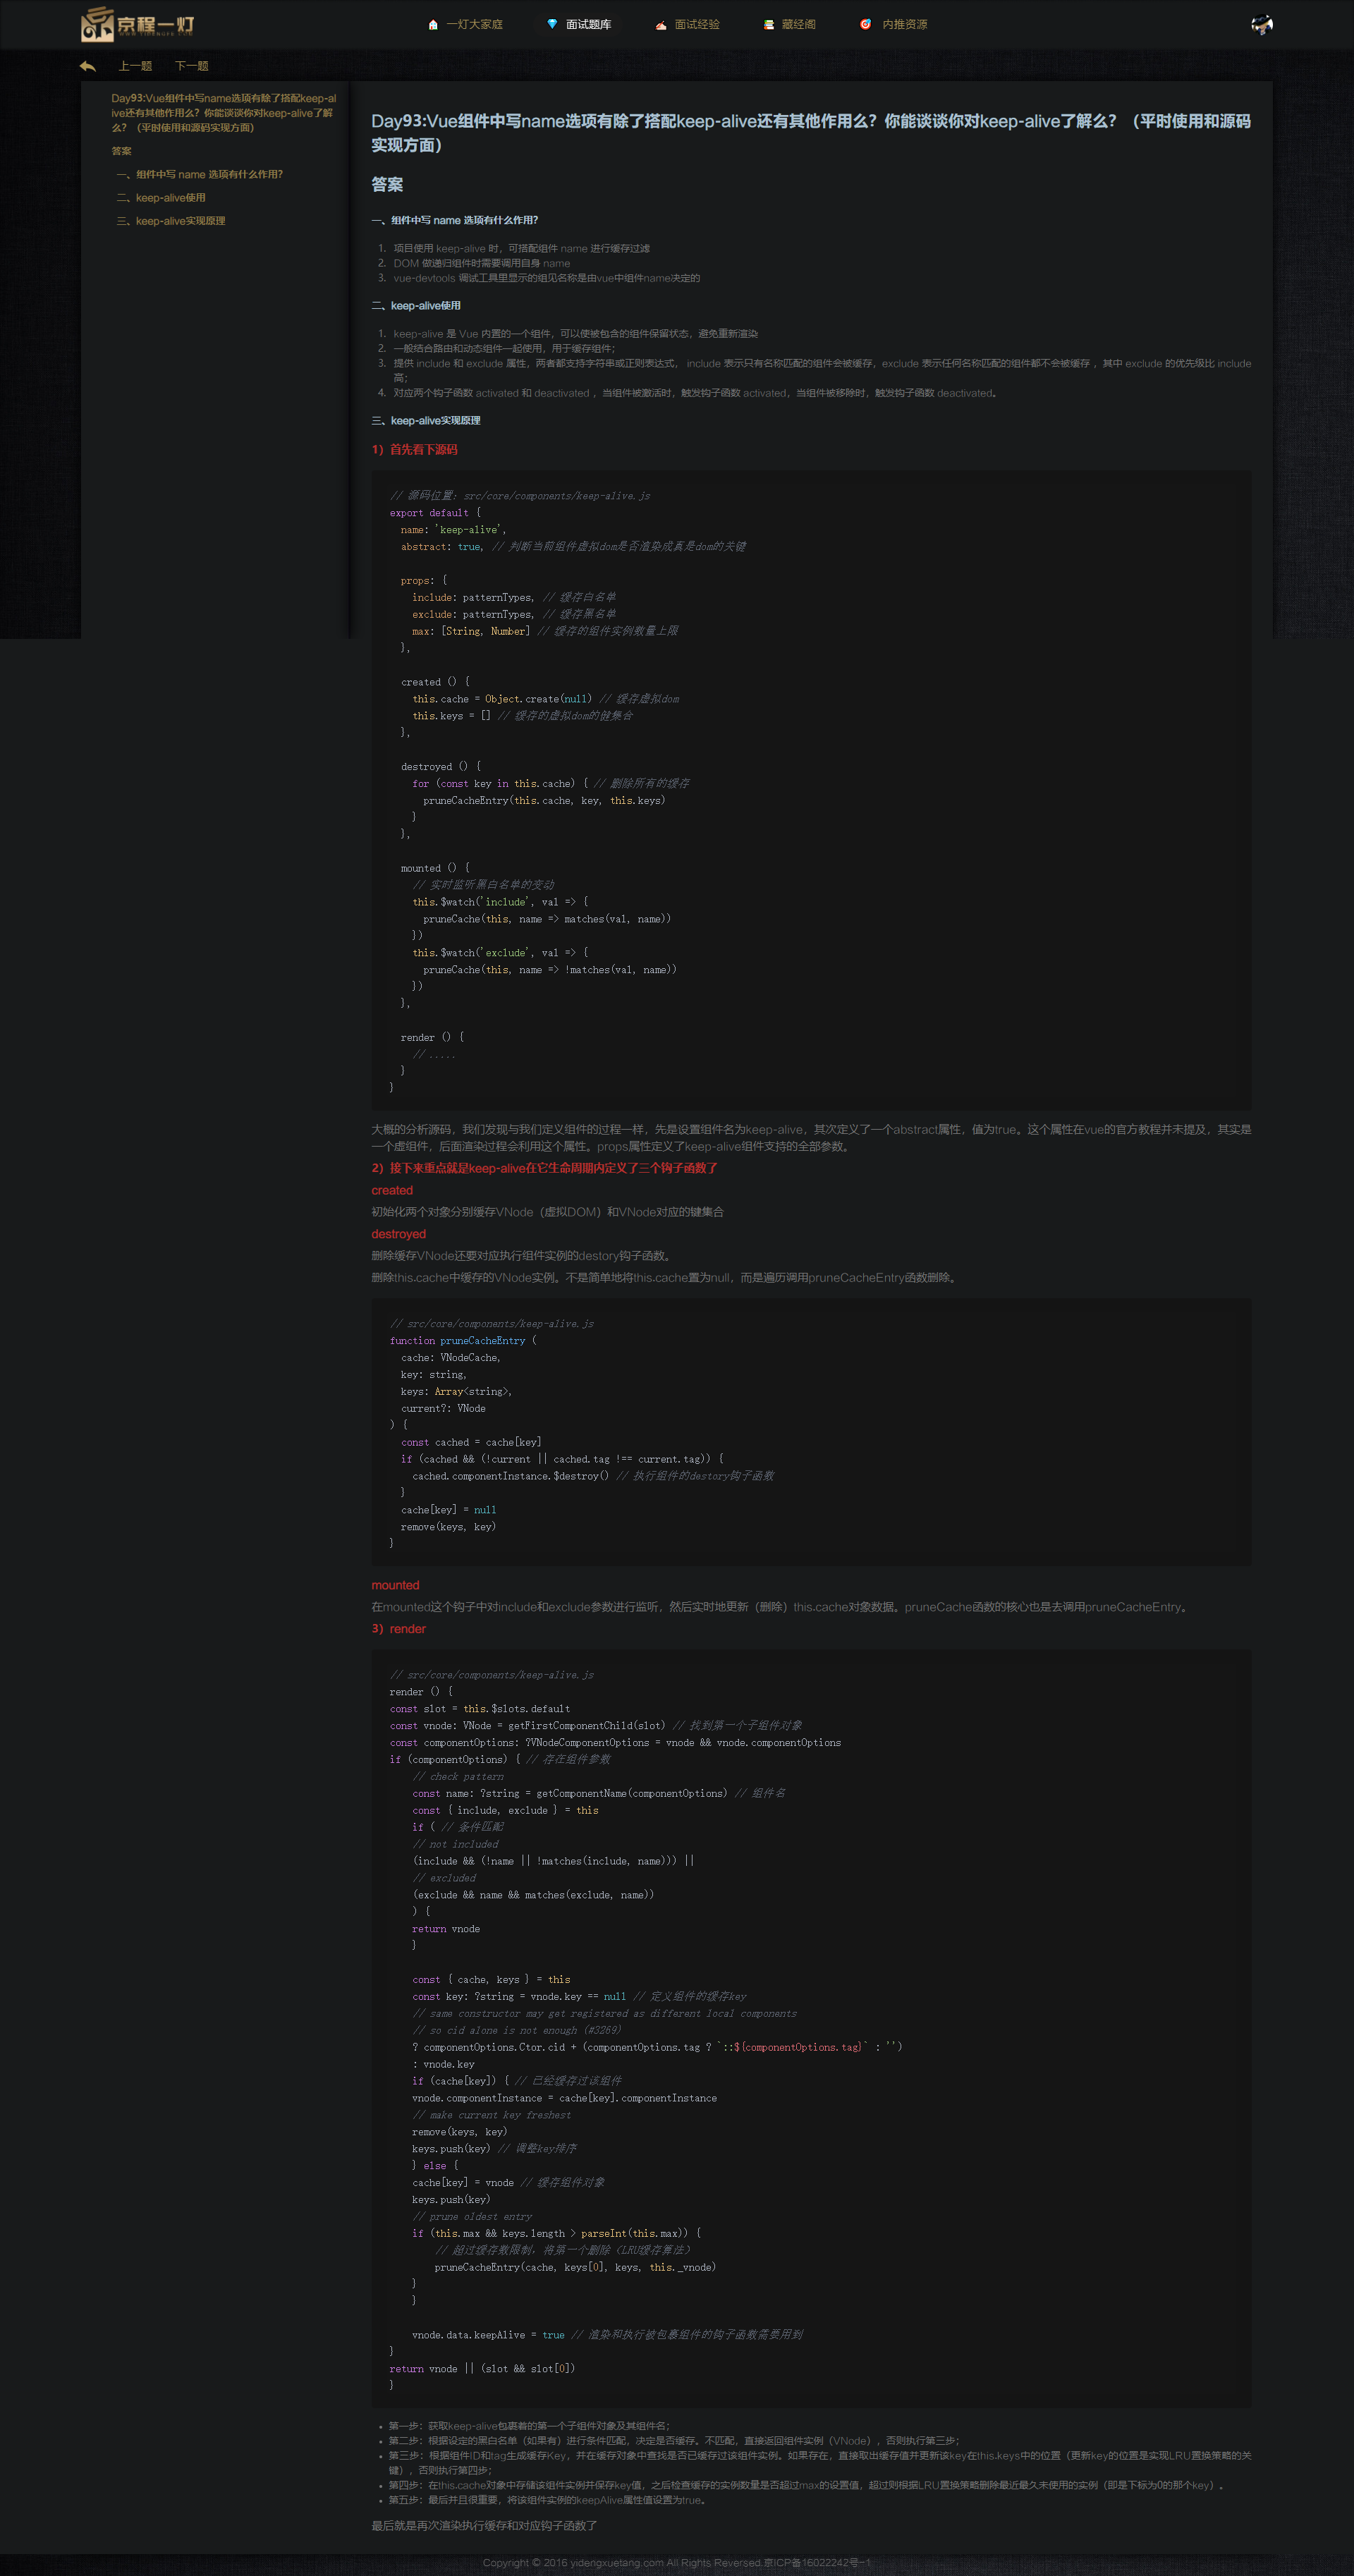 京程一灯
WWW.YIDENGFE.COM
一灯大家庭
面试题库
面试经验
藏经阁
内推资源
上一题
下一题
Day93:Vue组件中写name选项有除了搭配keep-al
ive还有其他作用么？你能谈谈你对keep-alive了解
么？（平时使用和源码实现方面）
答案
一、组件中写 name 选项有什么作用？
二、keep-alive使用
三、keep-alive实现原理
Day93:Vue组件中写name选项有除了搭配keep-alive还有其他作用么？你能谈谈你对keep-alive了解么？（平时使用和源码
实现方面）
答案
一、组件中写 name 选项有什么作用？
1. 项目使用 keep-alive 时，可搭配组件 name 进行缓存过滤
2. DOM 做递归组件时需要调用自身 name
3. vue-devtools 调试工具里显示的组见名称是由vue中组件name决定的
二、keep-alive使用
1. keep-alive 是 Vue 内置的一个组件，可以使被包含的组件保留状态，避免重新渲染
2. 一般结合路由和动态组件一起使用，用于缓存组件；
3. 提供 include 和 exclude 属性，两者都支持字符串或正则表达式， include 表示只有名称匹配的组件会被缓存，exclude 表示任何名称匹配的组件都不会被缓存 ，其中 exclude 的优先级比 include
高；
4. 对应两个钩子函数 activated 和 deactivated ，当组件被激活时，触发钩子函数 activated，当组件被移除时，触发钩子函数 deactivated。
三、keep-alive实现原理
1）首先看下源码
// 源码位置：src/core/components/keep-alive.js
export default {
  name: 'keep-alive',
  abstract: true, // 判断当前组件虚拟dom是否渲染成真是dom的关键
  props: {
    include: patternTypes, // 缓存白名单
    exclude: patternTypes, // 缓存黑名单
    max: [String, Number] // 缓存的组件实例数量上限
  },
  created () {
    this.cache = Object.create(null) // 缓存虚拟dom
    this.keys = [] // 缓存的虚拟dom的健集合
  },
  destroyed () {
    for (const key in this.cache) { // 删除所有的缓存
      pruneCacheEntry(this.cache, key, this.keys)
    }
  },
  mounted () {
    // 实时监听黑白名单的变动
    this.$watch('include', val => {
      pruneCache(this, name => matches(val, name))
    })
    this.$watch('exclude', val => {
      pruneCache(this, name => !matches(val, name))
    })
  },
  render () {
    // .....
  }
}
大概的分析源码，我们发现与我们定义组件的过程一样，先是设置组件名为keep-alive，其次定义了一个abstract属性，值为true。这个属性在vue的官方教程并未提及，其实是
一个虚组件，后面渲染过程会利用这个属性。props属性定义了keep-alive组件支持的全部参数。
2）接下来重点就是keep-alive在它生命周期内定义了三个钩子函数了
created
初始化两个对象分别缓存VNode（虚拟DOM）和VNode对应的键集合
destroyed
删除缓存VNode还要对应执行组件实例的destory钩子函数。
删除this.cache中缓存的VNode实例。不是简单地将this.cache置为null，而是遍历调用pruneCacheEntry函数删除。
// src/core/components/keep-alive.js
function pruneCacheEntry (
  cache: VNodeCache,
  key: string,
  keys: Array<string>,
  current?: VNode
) {
  const cached = cache[key]
  if (cached && (!current || cached.tag !== current.tag)) {
    cached.componentInstance.$destroy() // 执行组件的destory钩子函数
  }
  cache[key] = null
  remove(keys, key)
}
mounted
在mounted这个钩子中对include和exclude参数进行监听，然后实时地更新（删除）this.cache对象数据。pruneCache函数的核心也是去调用pruneCacheEntry。
3）render
// src/core/components/keep-alive.js
render () {
const slot = this.$slots.default
const vnode: VNode = getFirstComponentChild(slot) // 找到第一个子组件对象
const componentOptions: ?VNodeComponentOptions = vnode && vnode.componentOptions
if (componentOptions) { // 存在组件参数
    // check pattern
    const name: ?string = getComponentName(componentOptions) // 组件名
    const { include, exclude } = this
    if ( // 条件匹配
    // not included
    (include && (!name || !matches(include, name))) ||
    // excluded
    (exclude && name && matches(exclude, name))
    ) {
    return vnode
    }
    const { cache, keys } = this
    const key: ?string = vnode.key == null // 定义组件的缓存key
    // same constructor may get registered as different local components
    // so cid alone is not enough (#3269)
    ? componentOptions.Ctor.cid + (componentOptions.tag ? `::${componentOptions.tag}` : '')
    : vnode.key
    if (cache[key]) { // 已经缓存过该组件
    vnode.componentInstance = cache[key].componentInstance
    // make current key freshest
    remove(keys, key)
    keys.push(key) // 调整key排序
    } else {
    cache[key] = vnode // 缓存组件对象
    keys.push(key)
    // prune oldest entry
    if (this.max && keys.length > parseInt(this.max)) {
        // 超过缓存数限制，将第一个删除（LRU缓存算法）
        pruneCacheEntry(cache, keys[0], keys, this._vnode)
    }
    }
    vnode.data.keepAlive = true // 渲染和执行被包裹组件的钩子函数需要用到
}
return vnode || (slot && slot[0])
}
• 第一步：获取keep-alive包裹着的第一个子组件对象及其组件名；
• 第二步：根据设定的黑白名单（如果有）进行条件匹配，决定是否缓存。不匹配，直接返回组件实例（VNode），否则执行第三步；
• 第三步：根据组件ID和tag生成缓存Key，并在缓存对象中查找是否已缓存过该组件实例。如果存在，直接取出缓存值并更新该key在this.keys中的位置（更新key的位置是实现LRU置换策略的关
键），否则执行第四步；
• 第四步：在this.cache对象中存储该组件实例并保存key值，之后检查缓存的实例数量是否超过max的设置值，超过则根据LRU置换策略删除最近最久未使用的实例（即是下标为0的那个key）。
• 第五步：最后并且很重要，将该组件实例的keepAlive属性值设置为true。
最后就是再次渲染执行缓存和对应钩子函数了
Copyright © 2016 yidengxuetang.com All Rights Reversed.京ICP备16022242号-1